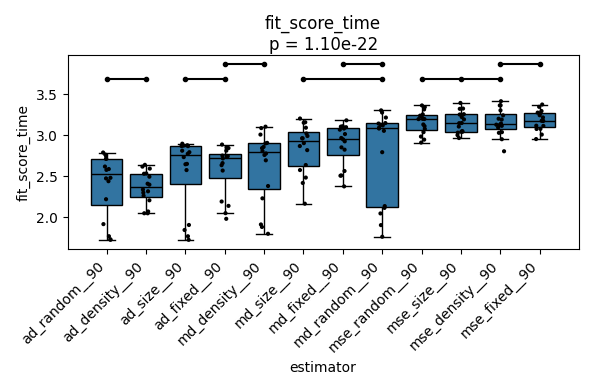 fit_score_time
p = 1.10e-22
fit_score_time
3.5
3.0
2.5
2.0
ad_random__90
ad_density__90
ad_size__90
ad_fixed__90
md_density__90
md_size__90
md_fixed__90
md_random__90
mse_random__90
mse_size__90
mse_density__90
mse_fixed__90
estimator